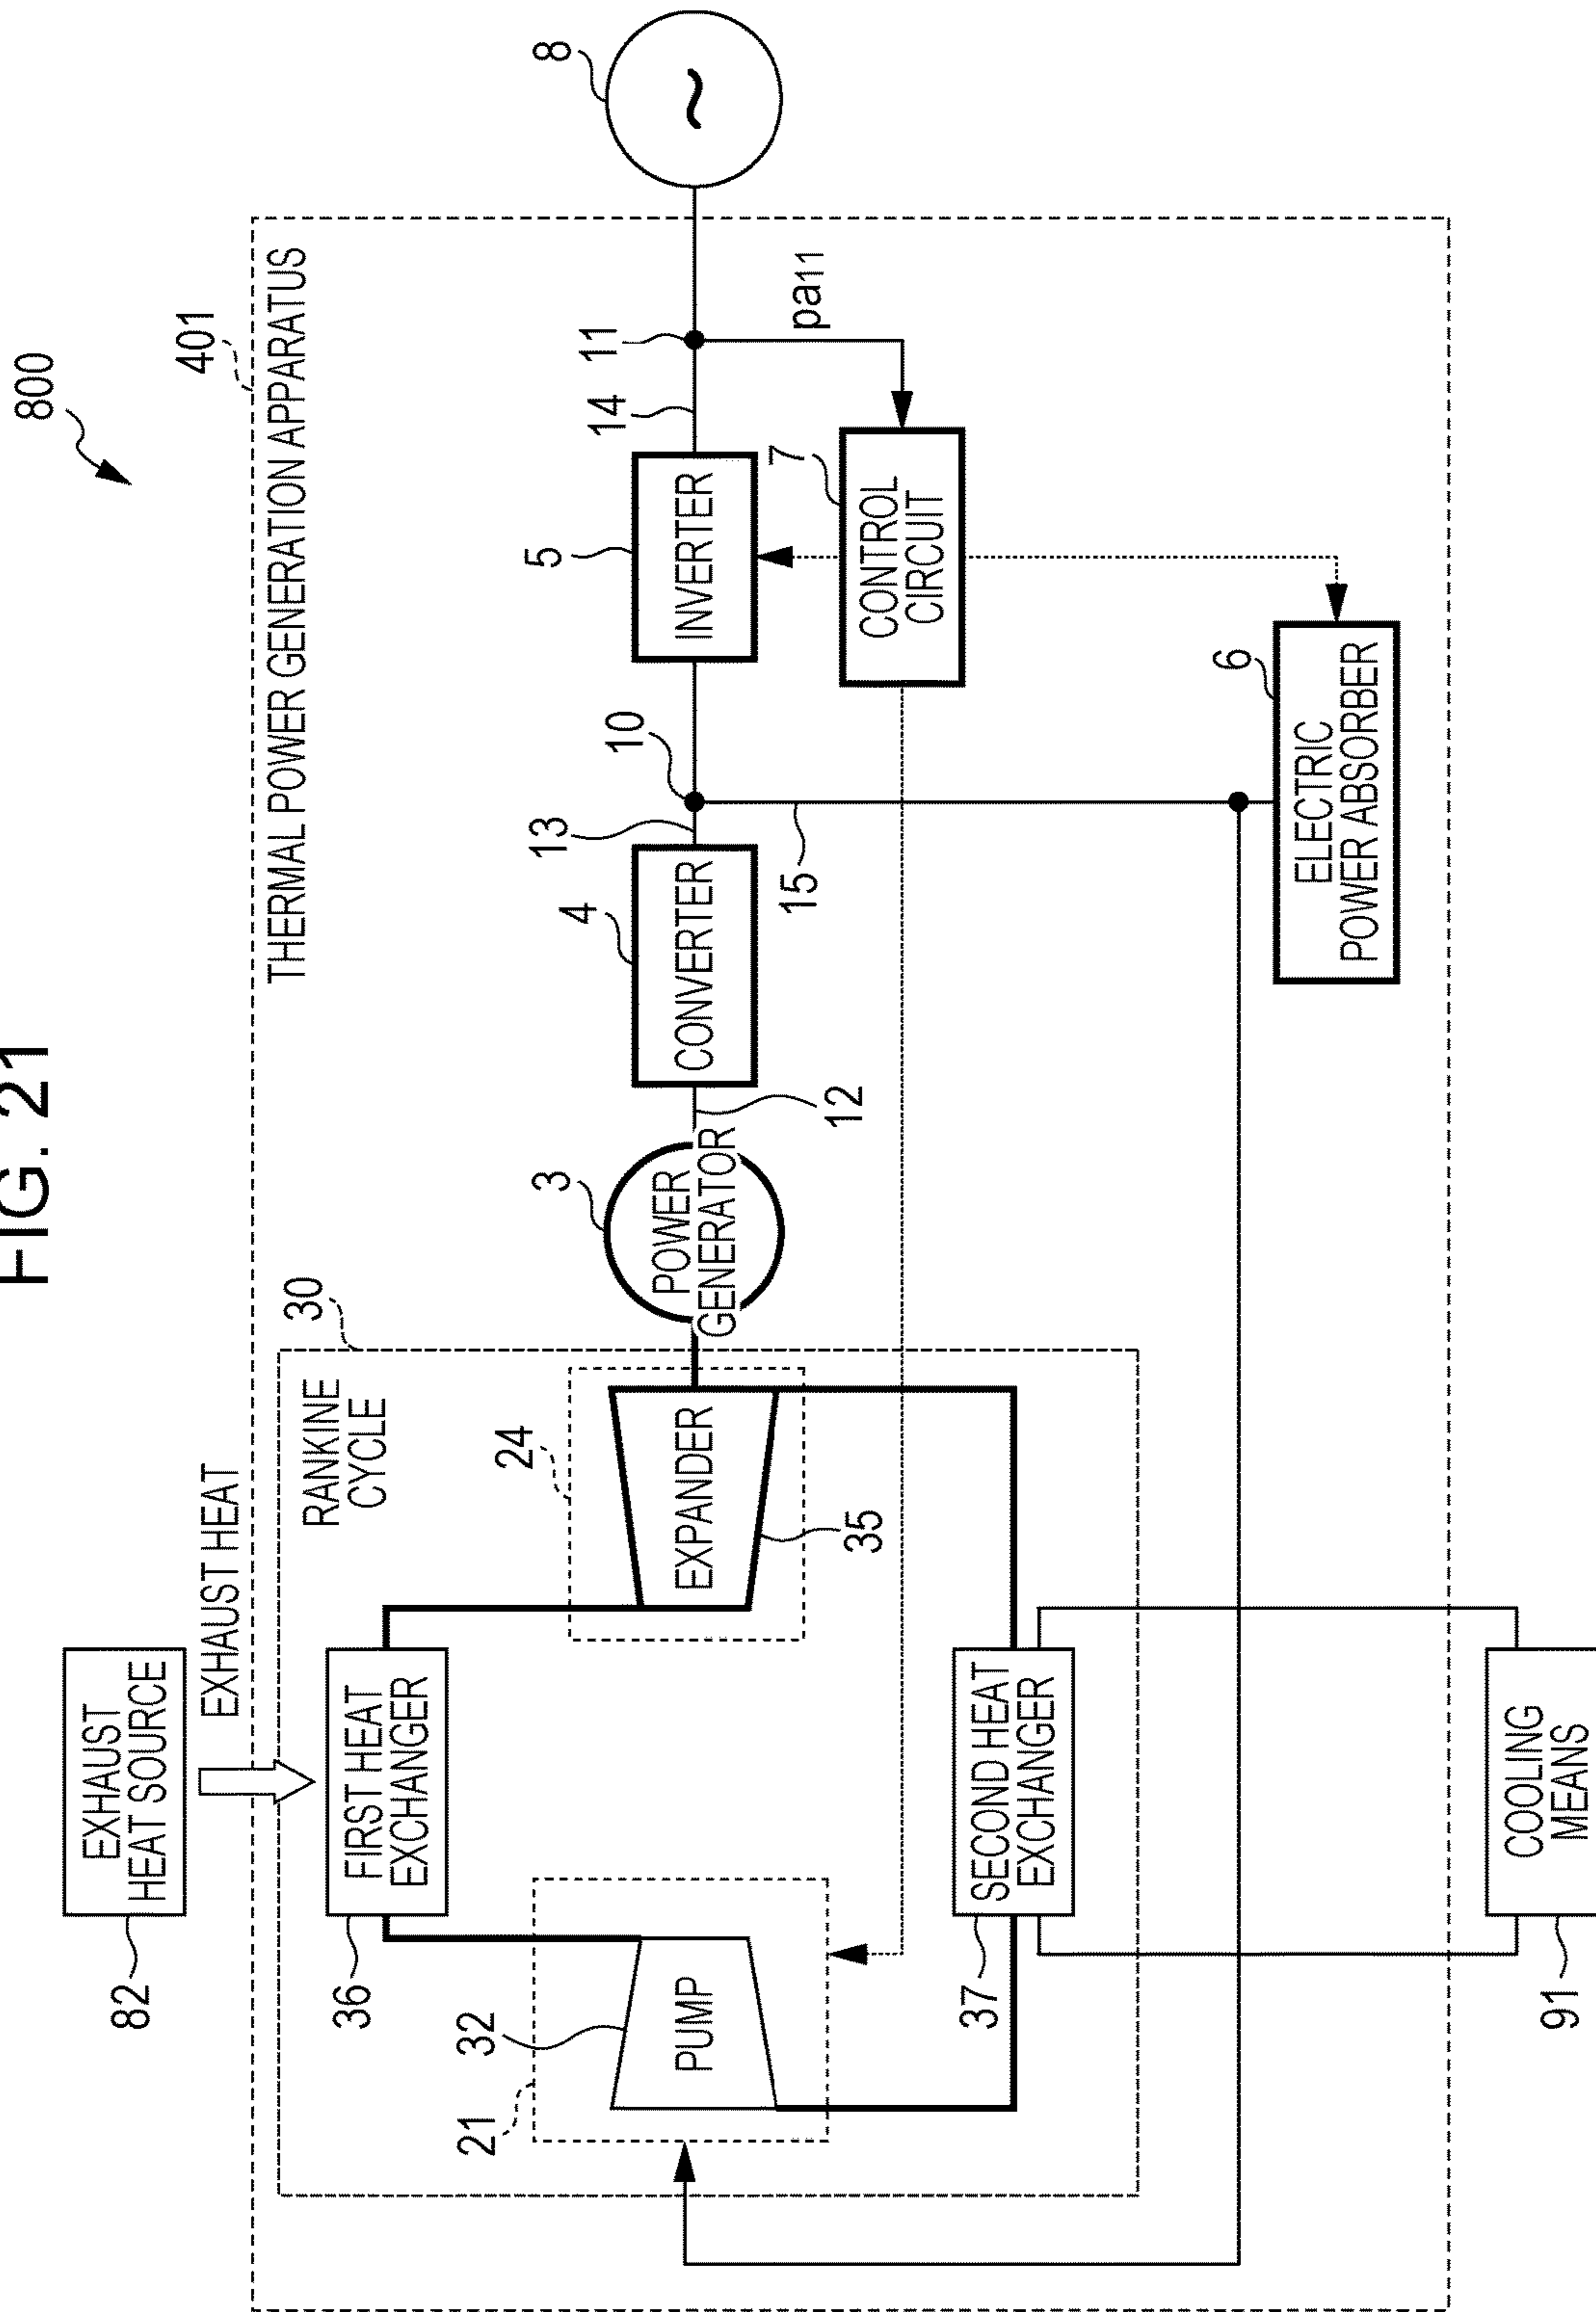 FIG. 21
800
401
THERMAL POWER GENERATION APPARATUS
82
EXHAUST
HEAT SOURCE
EXHAUST HEAT
30
RANKINE
CYCLE
36
FIRST HEAT
EXCHANGER
21
32
PUMP
24
EXPANDER
35
37
SECOND HEAT
EXCHANGER
91
COOLING
MEANS
3
POWER
GENERATOR
12
4
CONVERTER
13
10
15
5
INVERTER
14
11
8
~
pa11
7
CONTROL
CIRCUIT
6
ELECTRIC
POWER ABSORBER